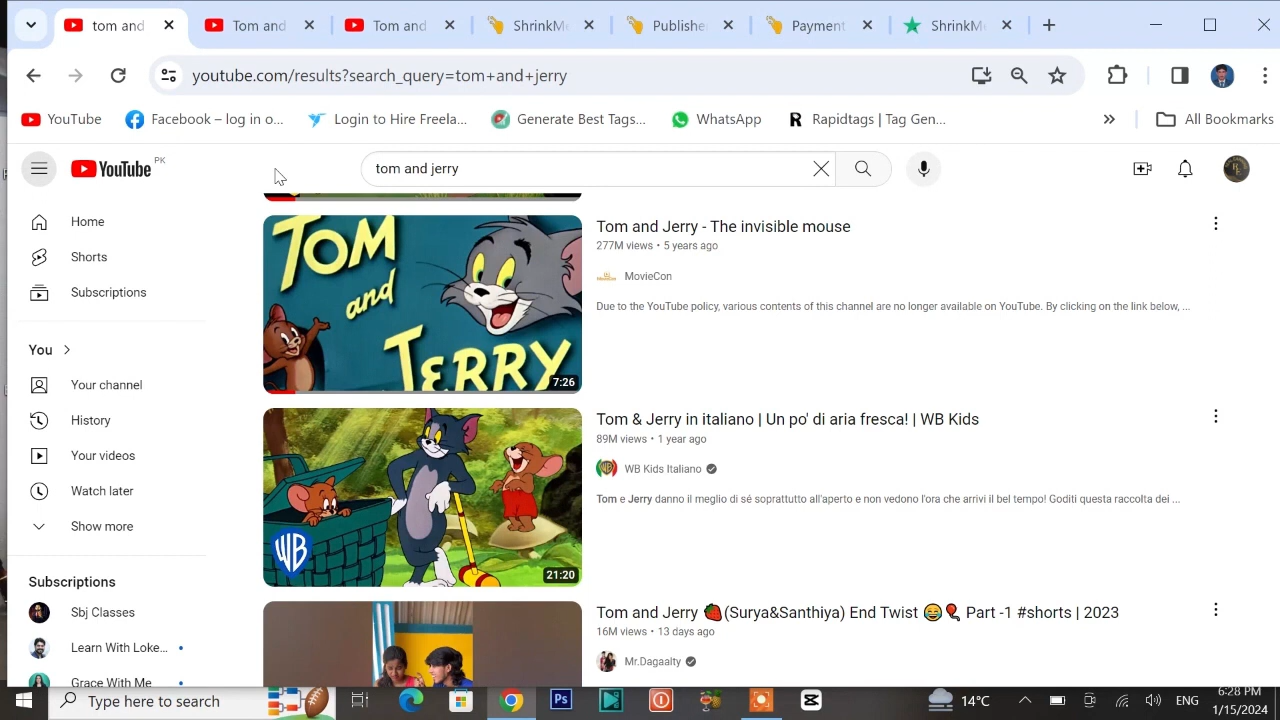 tom and
Tom and
Tom and
ShrinkM
Publishe
Payment
ShrinkM
youtube.com/results?search_query=tom+and+jerry
YouTube
Facebook – log in o...
Login to Hire Freela...
Generate Best Tags...
WhatsApp
R
Rapidtags | Tag Gen...
All Bookmarks
YouTube PK
tom and jerry
Home
Shorts
Subscriptions
You
Your channel
History
Your videos
Watch later
Show more
Subscriptions
Sbj Classes
Learn With Loke...
Grace With Me
TOM
and
JERRY
7:26
Tom and Jerry - The invisible mouse
277M views • 5 years ago
MovieCon
Due to the YouTube policy, various contents of this channel are no longer available on YouTube. By clicking on the link below, ...
WB
21:20
Tom & Jerry in italiano | Un po' di aria fresca! | WB Kids
89M views • 1 year ago
WB Kids Italiano
Tom e Jerry danno il meglio di sé soprattutto all'aperto e non vedono l'ora che arrivi il bel tempo! Goditi questa raccolta dei ...
Tom and Jerry 🍓(Surya&Santhiya) End Twist 😂🎈 Part -1 #shorts | 2023
16M views • 13 days ago
Mr.Dagaalty
Type here to search
Ps
14°C
ENG
6:28 PM
1/15/2024